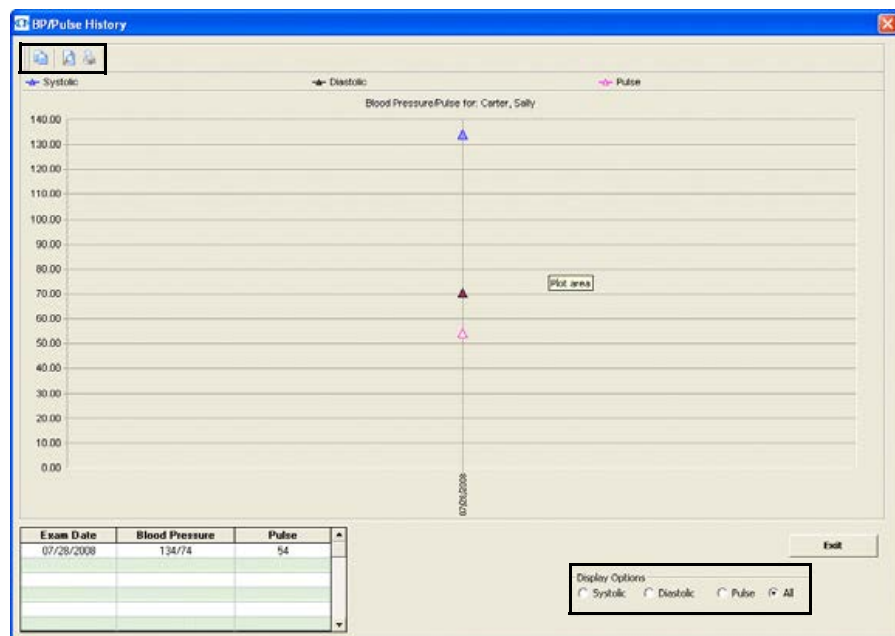 BP/Pulse History
Systolic Diastolic Pulse
Blood Pressure/Pulse for: Carter, Sally
140.00
130.00
120.00
110.00
100.00
90.00
80.00
Plot area
70.00
60.00
50.00
40.00
30.00
20.00
10.00
0.00
07/28/2008
Exam Date Blood Pressure Pulse
07/28/2008 134/74 54
Exit
Display Options
Systolic Diastolic Pulse All